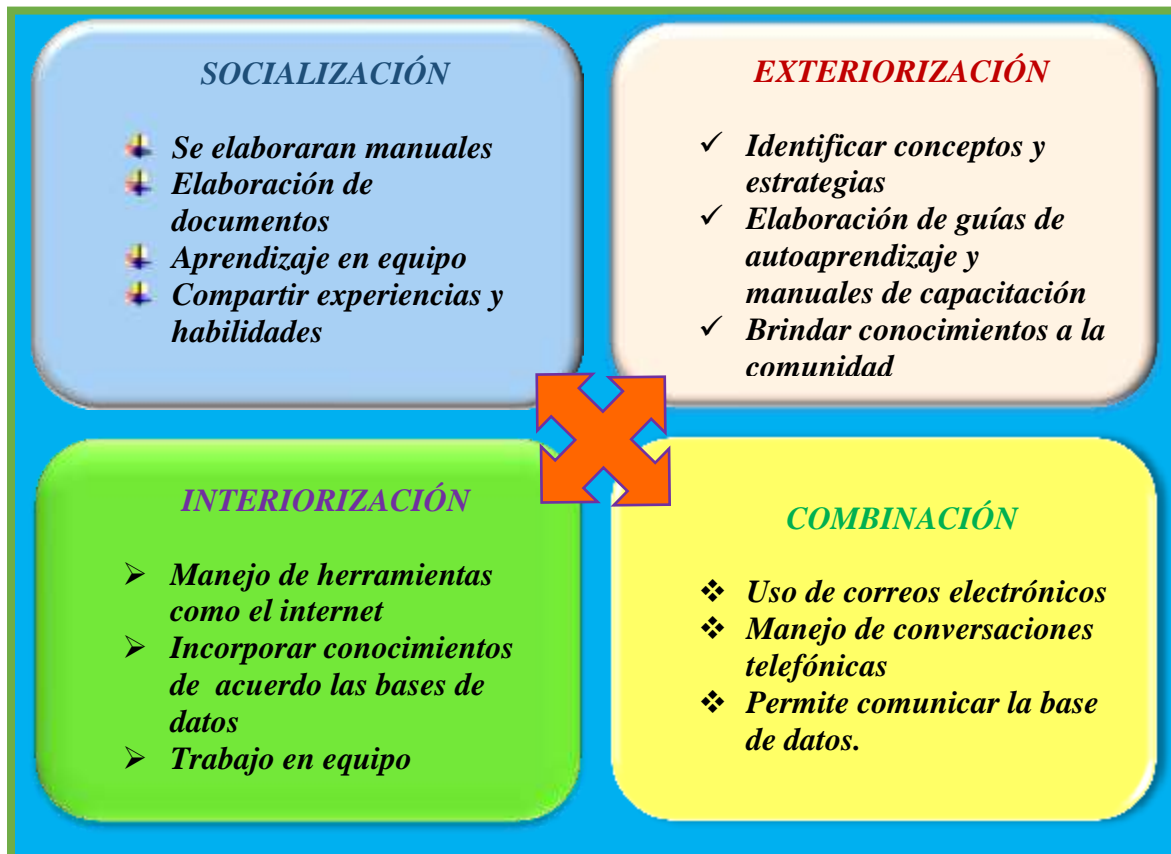 SOCIALIZACIÓN
Se elaboraran manuales
Elaboración de
documentos
Aprendizaje en equipo
Compartir experiencias y
habilidades
EXTERIORIZACIÓN
✓ Identificar conceptos y
estrategias
✓ Elaboración de guías de
autoaprendizaje y
manuales de capacitación
✓ Brindar conocimientos a la
comunidad
INTERIORIZACIÓN
➢ Manejo de herramientas
como el internet
➢ Incorporar conocimientos
de acuerdo las bases de
datos
➢ Trabajo en equipo
COMBINACIÓN
❖ Uso de correos electrónicos
❖ Manejo de conversaciones
telefónicas
❖ Permite comunicar la base
de datos.